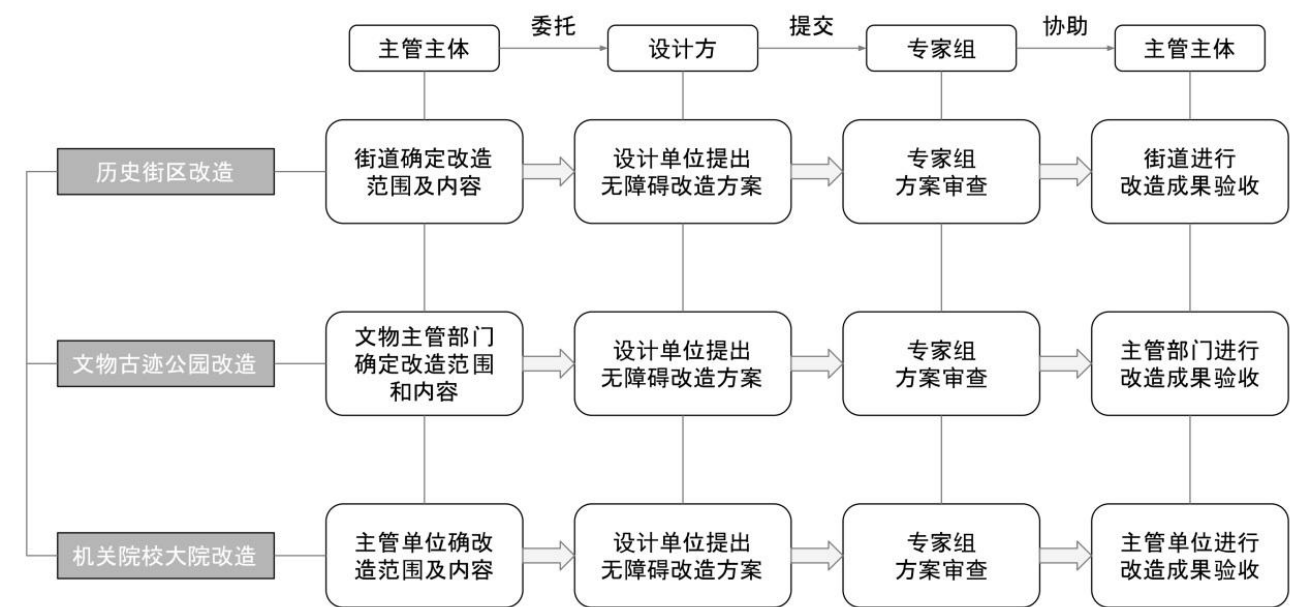 委托
提交
协助
主管主体
设计方
专家组
主管主体
历史街区改造
街道确定改造
范围及内容
设计单位提出
无障碍改造方案
专家组
方案审查
街道进行
改造成果验收
文物古迹公园改造
文物主管部门
确定改造范围
和内容
设计单位提出
无障碍改造方案
专家组
方案审查
主管部门进行
改造成果验收
机关院校大院改造
主管单位确改
造范围及内容
设计单位提出
无障碍改造方案
专家组
方案审查
主管单位进行
改造成果验收